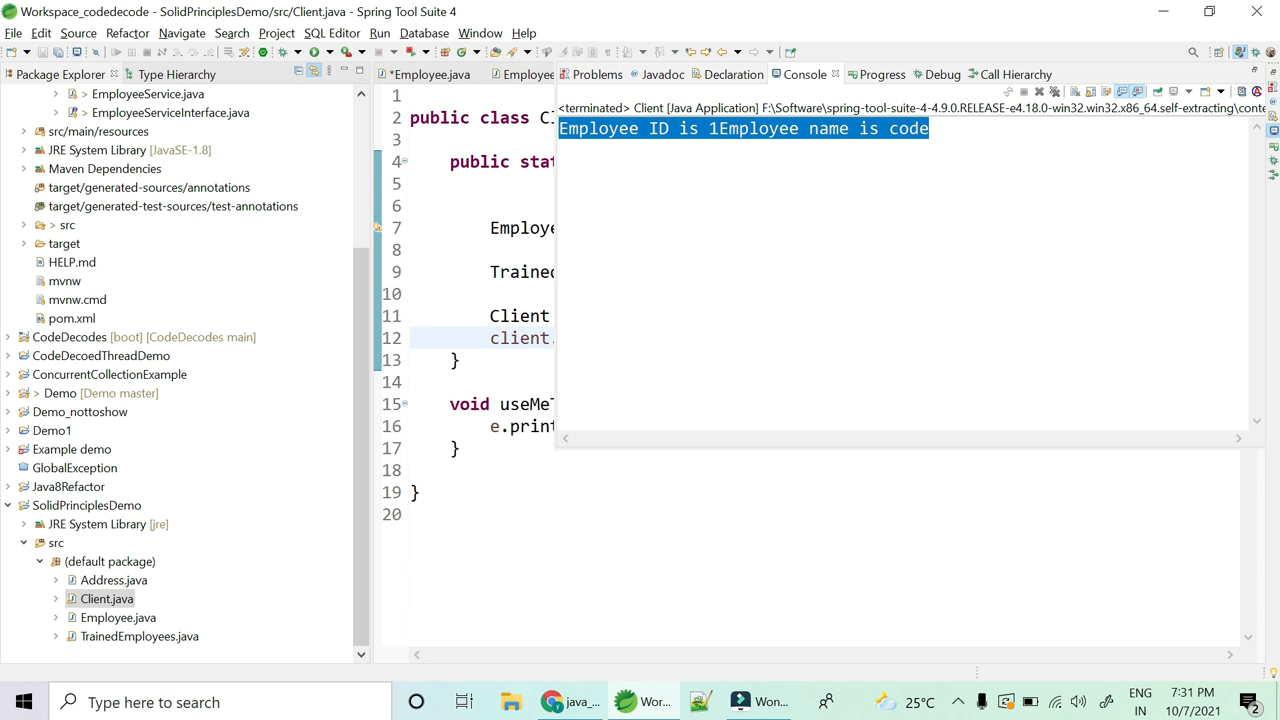 Workspace_codedecode - SolidPrinciplesDemo/src/Client.java - Spring Tool Suite 4
File Edit Source Refactor Navigate Search Project SQL Editor Run Database Window Help
Package Explorer Type Hierarchy
> EmployeeService.java
> EmployeeServiceInterface.java
src/main/resources
JRE System Library [JavaSE-1.8]
Maven Dependencies
target/generated-sources/annotations
target/generated-test-sources/test-annotations
> src
target
HELP.md
mvnw
mvnw.cmd
pom.xml
CodeDecodes [boot] [CodeDecodes main]
CodeDecoedThreadDemo
ConcurrentCollectionExample
> Demo [Demo master]
Demo_nottoshow
Demo1
Example demo
GlobalException
Java8Refactor
SolidPrinciplesDemo
JRE System Library [jre]
src
(default package)
Address.java
Client.java
Employee.java
TrainedEmployees.java
*Employee.java Employee
1
2 public class Cl
3
4 public stat
5
6
7 Employe
8
9 Trained
10
11 Client
12 client.
13 }
14
15 void useMeT
16 e.print
17 }
18
19 }
20
Problems Javadoc Declaration Console Progress Debug Call Hierarchy
<terminated> Client [Java Application] F:\Software\spring-tool-suite-4-4.9.0.RELEASE-e4.18.0-win32.win32.x86_64.self-extracting\conte
Employee ID is 1Employee name is code
Type here to search
java_...
Wor...
Won...
25°C
ENG
IN
7:31 PM
10/7/2021
2